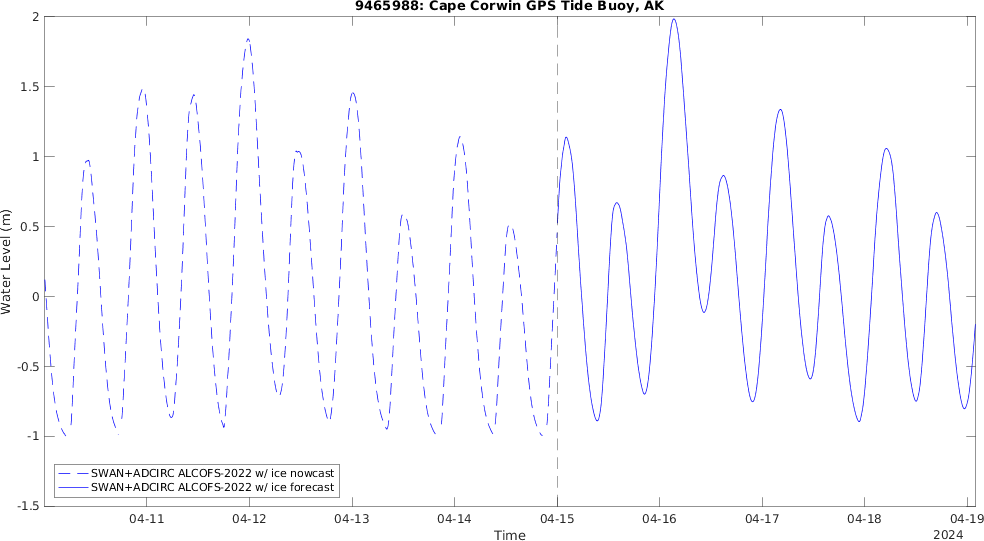 9465988: Cape Corwin GPS Tide Buoy, AK
Water Level (m)
2
1.5
1
0.5
0
-0.5
-1
-1.5
SWAN+ADCIRC ALCOFS-2022 w/ ice nowcast
SWAN+ADCIRC ALCOFS-2022 w/ ice forecast
04-11 04-12 04-13 04-14 04-15 04-16 04-17 04-18 04-19
Time
2024